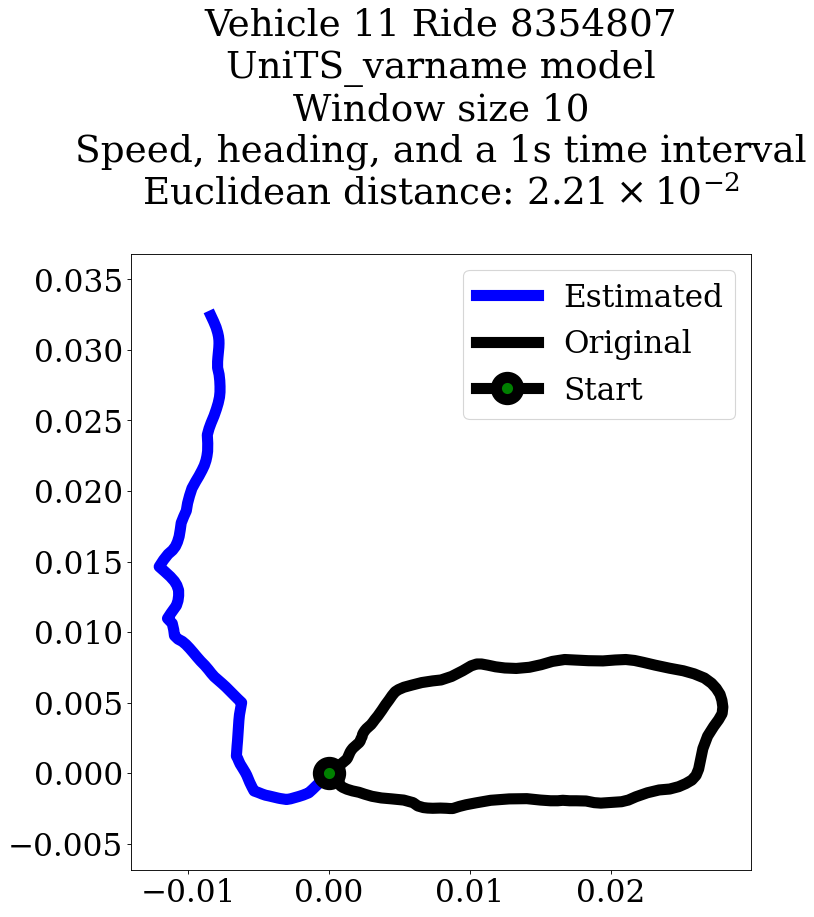 Vehicle 11 Ride 8354807
UniTS_varname model
Window size 10
Speed, heading, and a 1s time interval
Euclidean distance: 2.21 × 10⁻²
Estimated
Original
Start
0.035
0.030
0.025
0.020
0.015
0.010
0.005
0.000
−0.005
−0.01
0.00
0.01
0.02